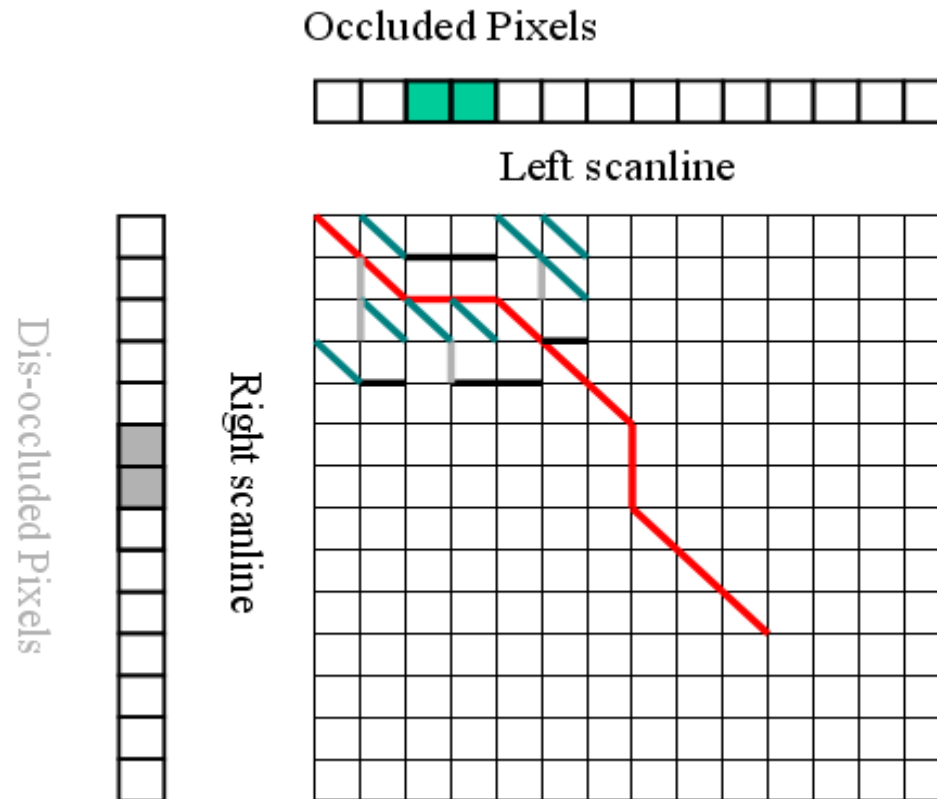 Occluded Pixels
Left scanline
Dis-occluded Pixels
Right scanline